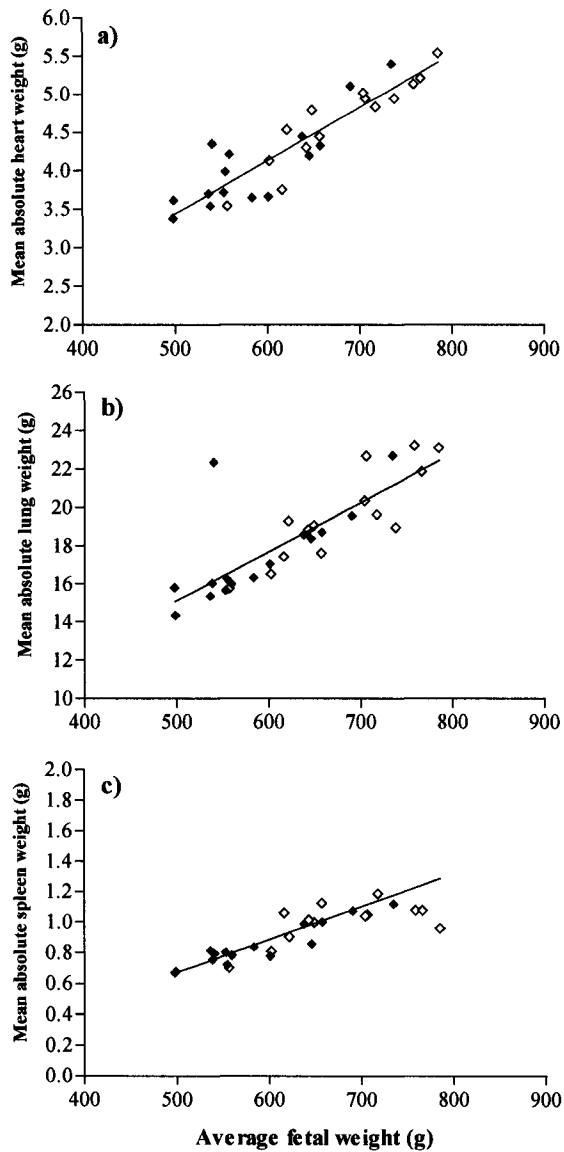 a)
Mean absolute heart weight (g)
6.0
5.5
5.0
4.5
4.0
3.5
3.0
2.5
2.0
400 500 600 700 800 900
b)
Mean absolute lung weight (g)
26
24
22
20
18
16
14
12
10
400 500 600 700 800 900
c)
Mean absolute spleen weight (g)
2.0
1.8
1.6
1.4
1.2
1.0
0.8
0.6
0.4
0.2
0.0
400 500 600 700 800 900
Average fetal weight (g)